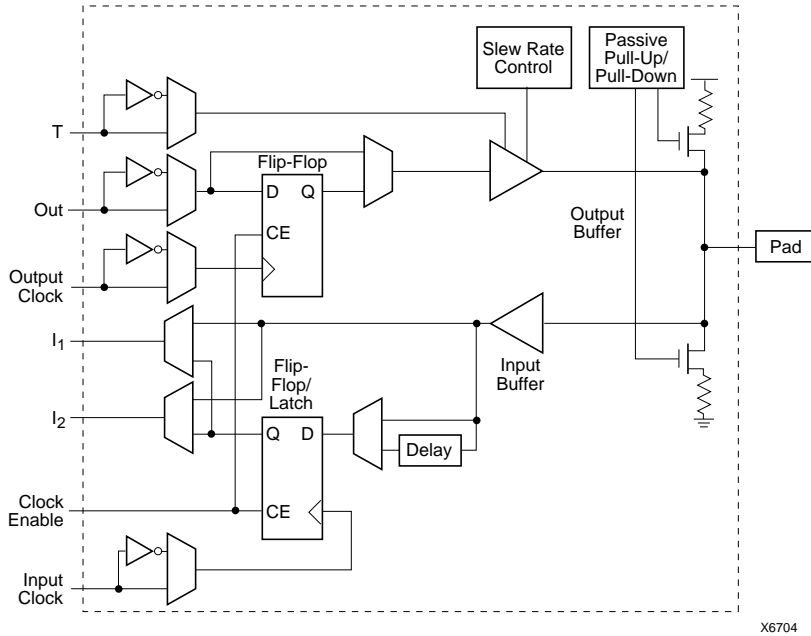 Slew Rate
Control
Passive
Pull-Up/
Pull-Down
T
Flip-Flop
D
Q
Out
CE
Output
Buffer
Pad
Output
Clock
I1
Flip-
Flop/
Latch
Input
Buffer
I2
Q
D
Delay
Clock
Enable
CE
Input
Clock
X6704